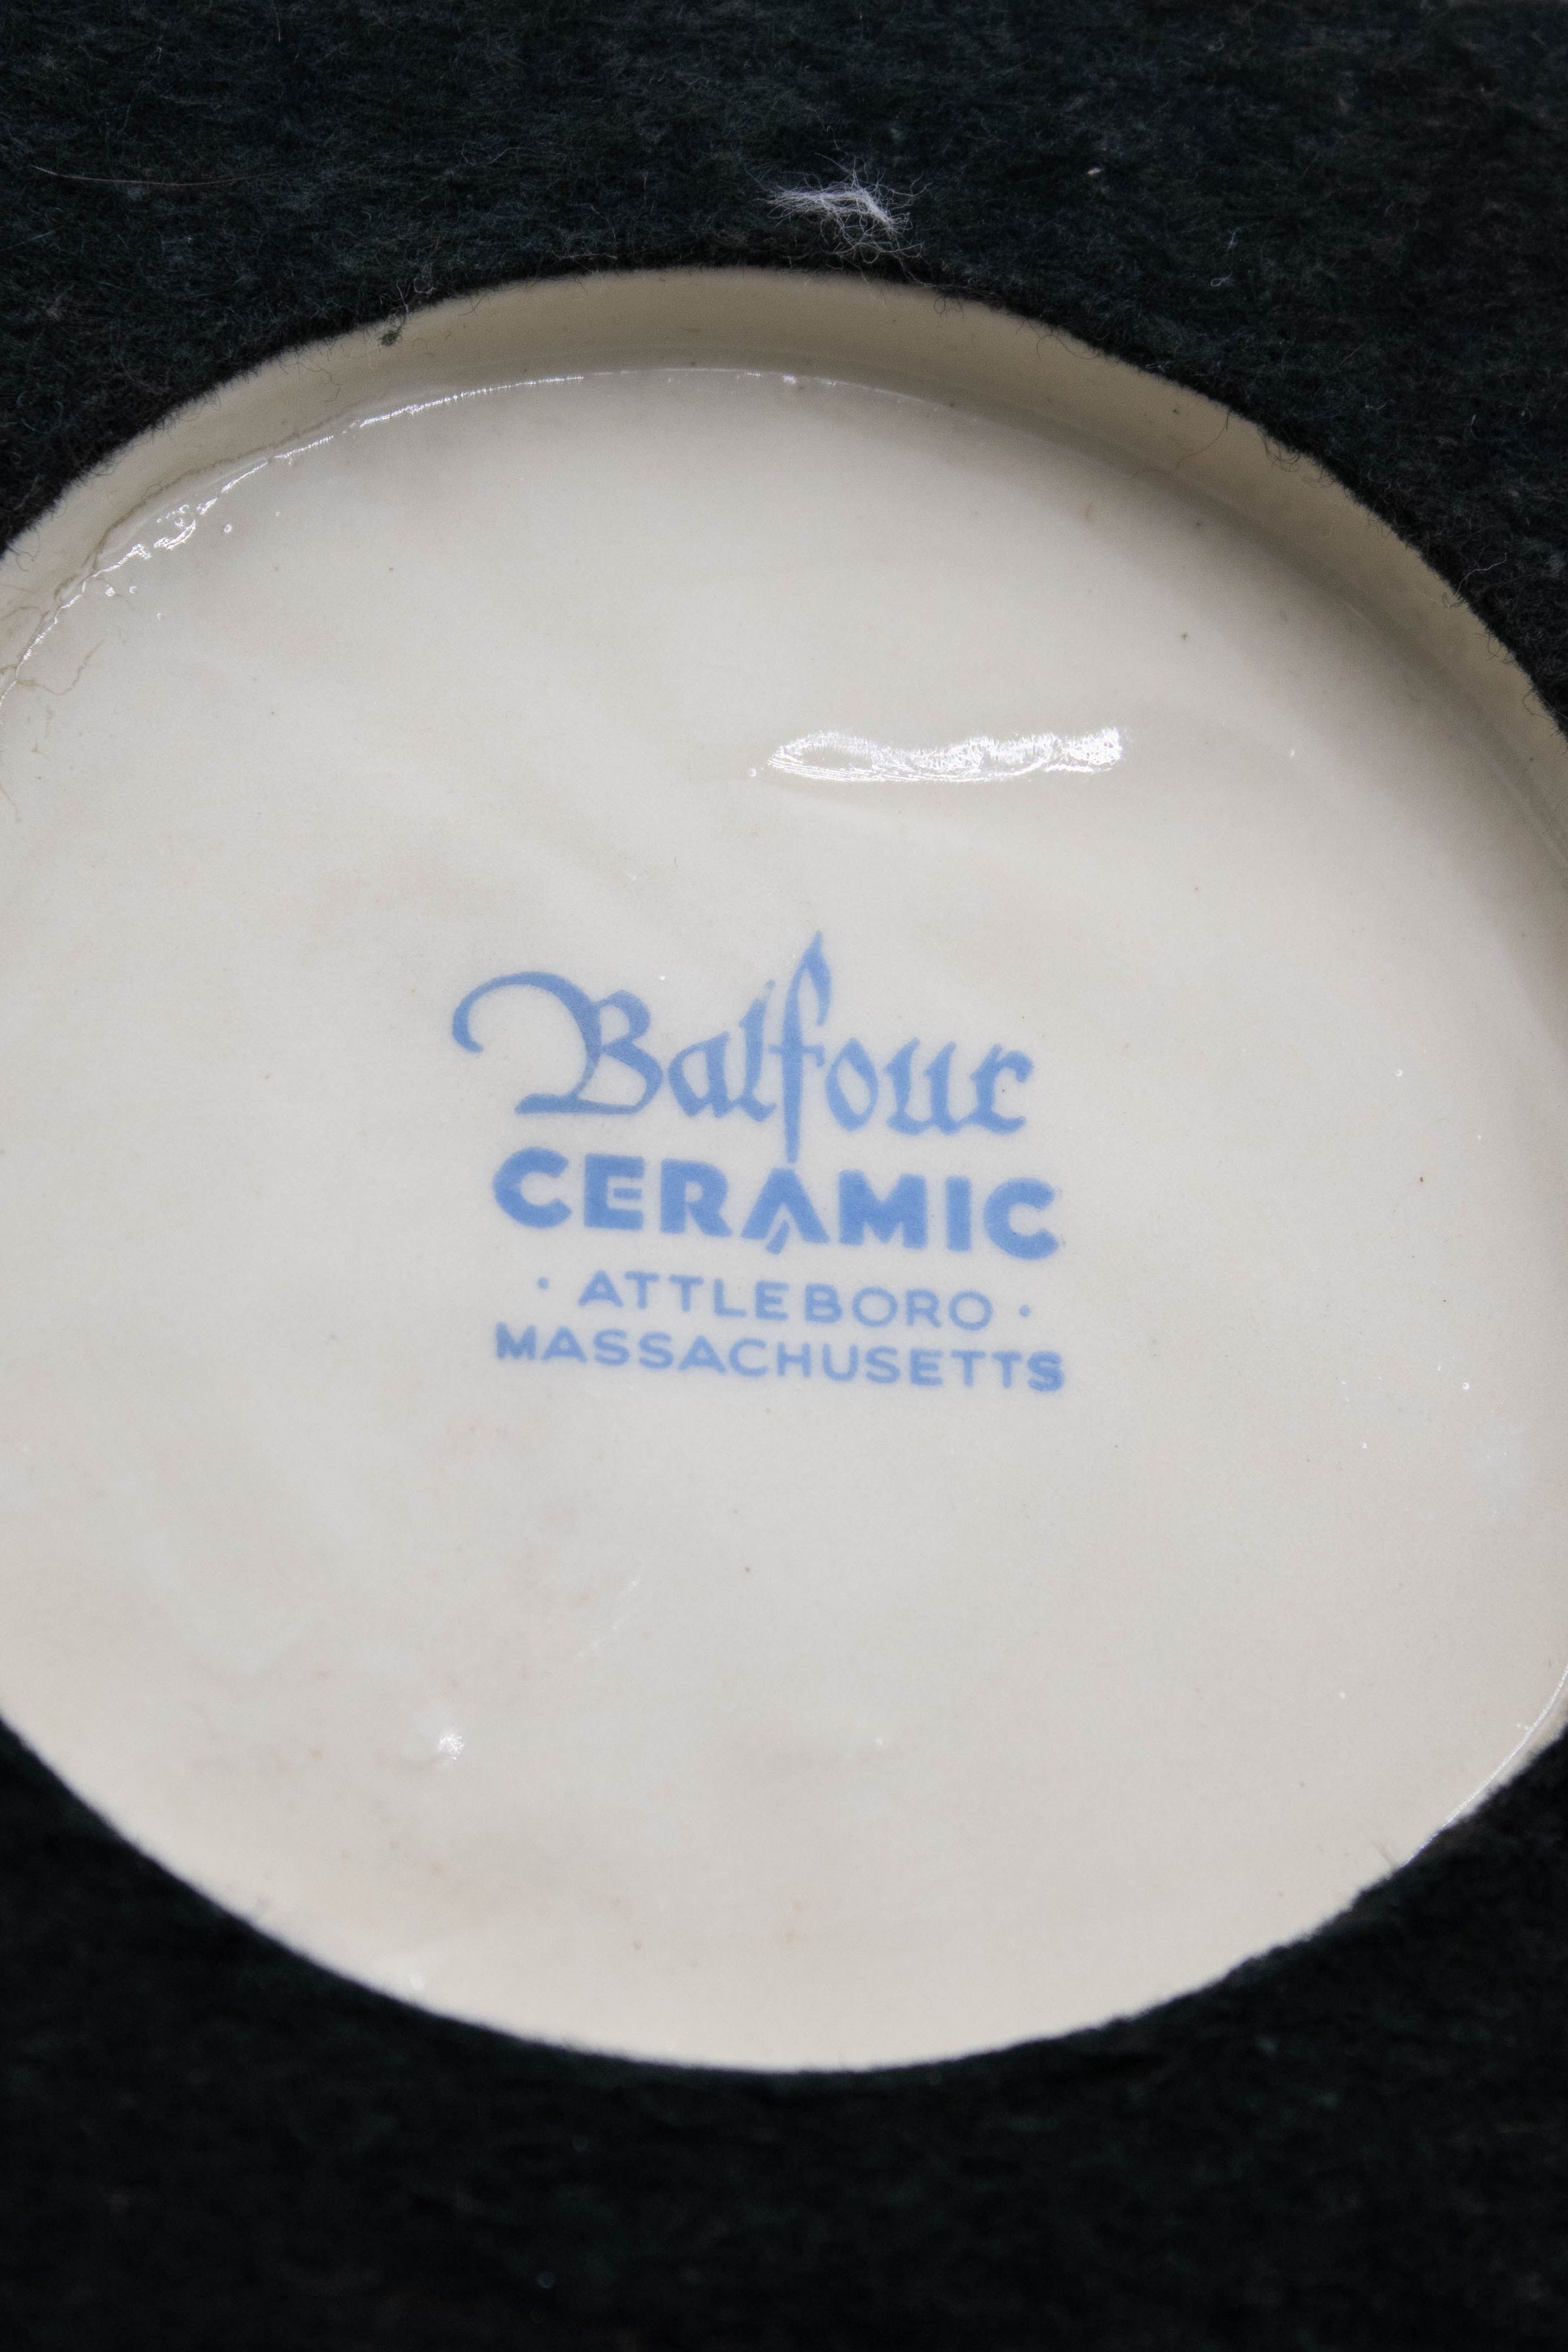 Balfour
CERAMIC
· ATTLEBORO ·
MASSACHUSETTS